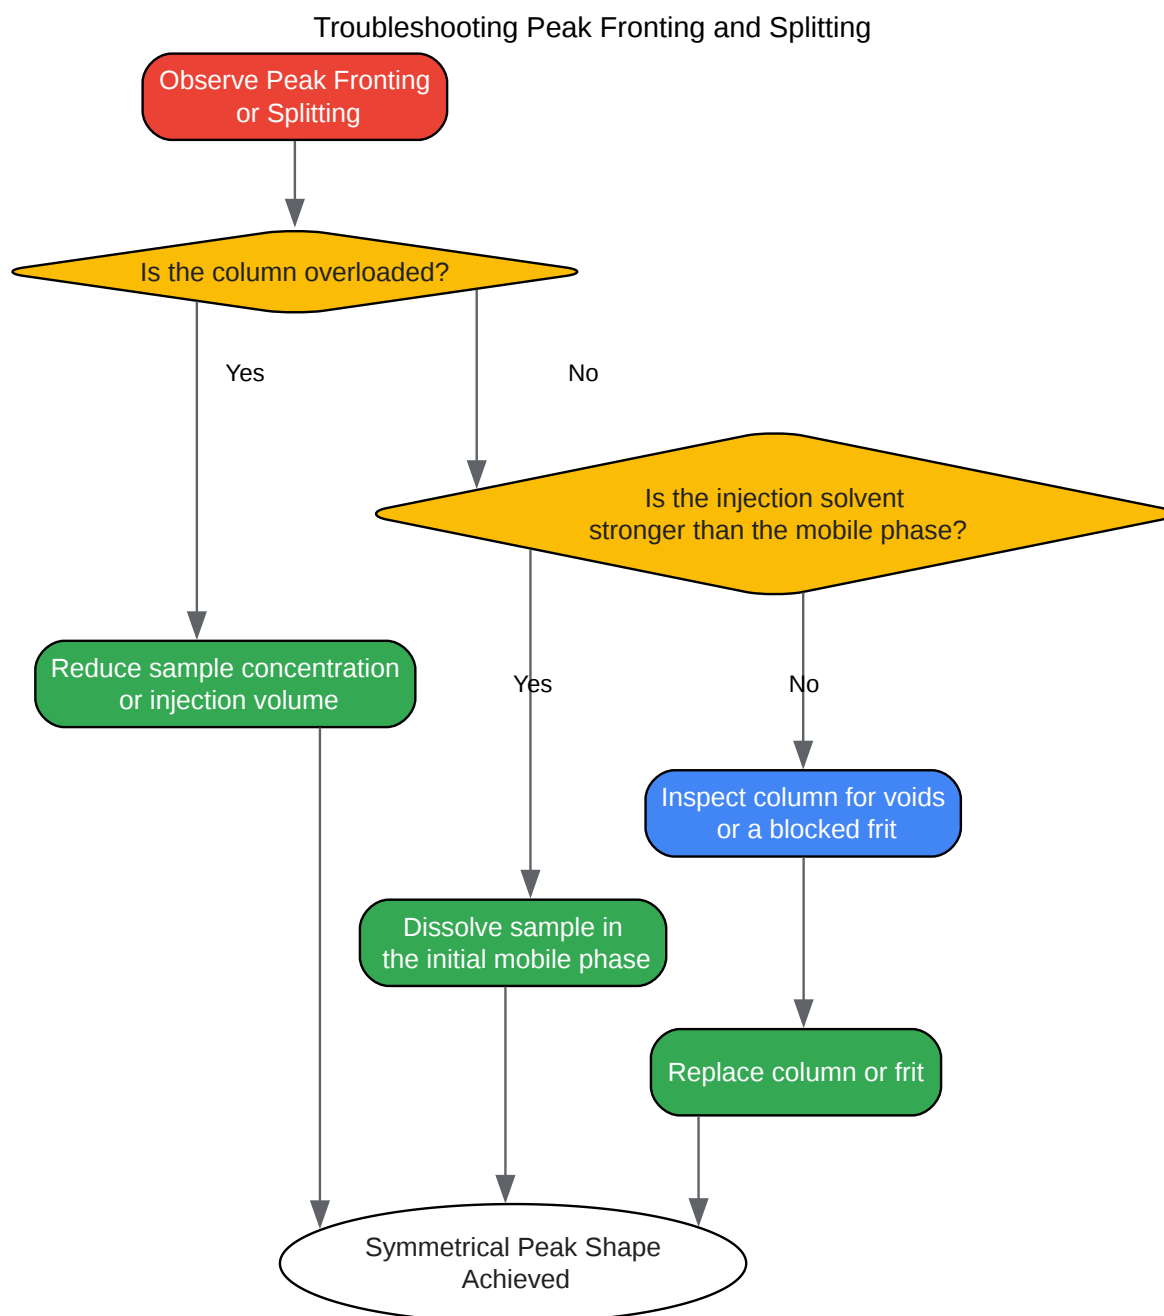 Troubleshooting Peak Fronting and Splitting
Observe Peak Fronting
or Splitting
Is the column overloaded?
Yes
No
Is the injection solvent
stronger than the mobile phase?
Reduce sample concentration
or injection volume
Yes
No
Inspect column for voids
or a blocked frit
Dissolve sample in
the initial mobile phase
Replace column or frit
Symmetrical Peak Shape
Achieved